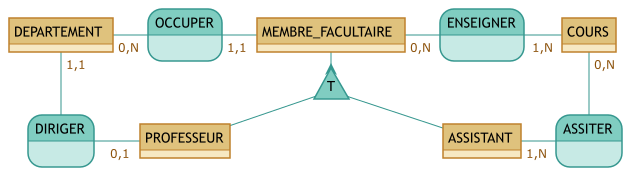 DEPARTEMENT 0,N OCCUPER 1,1 MEMBRE_FACULTAIRE 0,N ENSEIGNER 1,N COURS
1,1 T 0,N
DIRIGER 0,1 PROFESSEUR ASSISTANT 1,N ASSITER